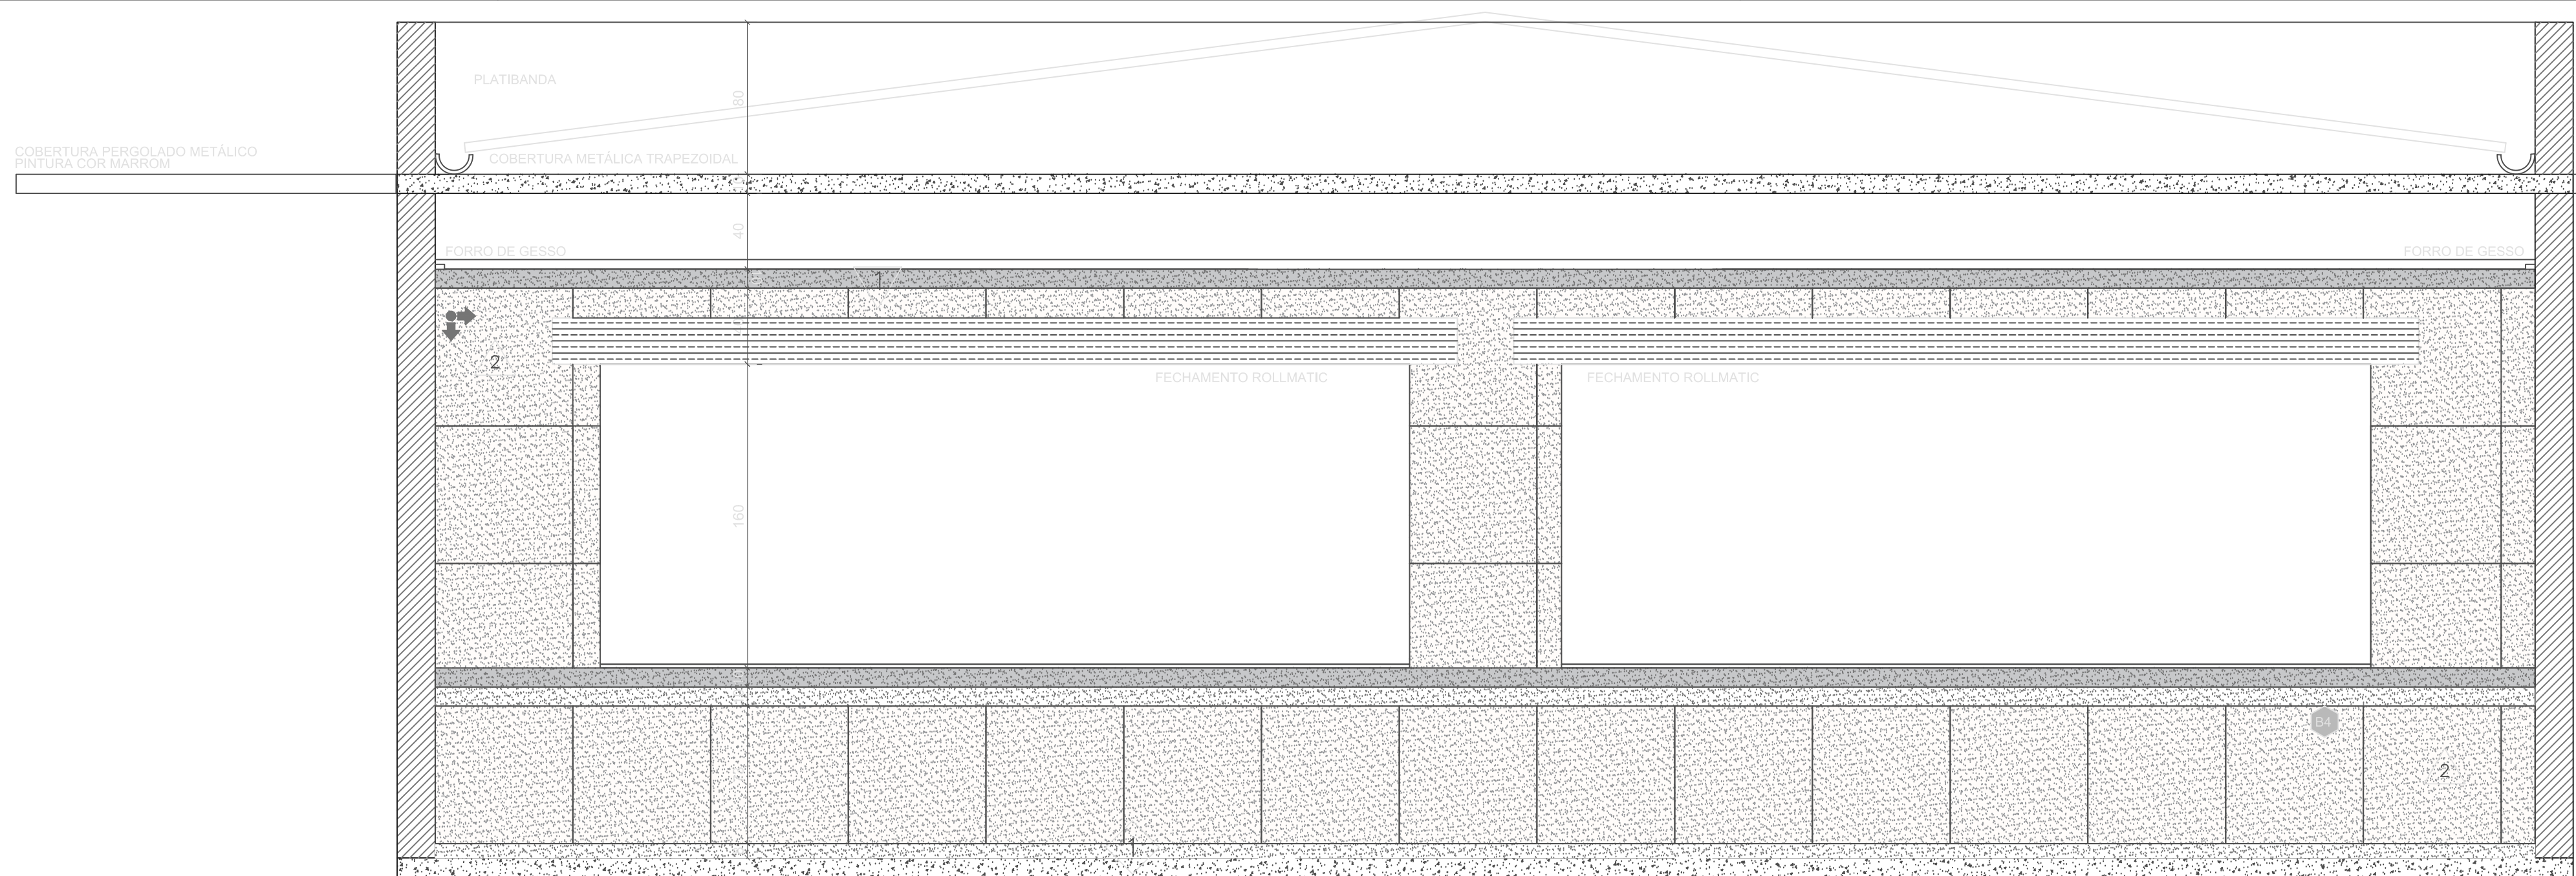 PLATIBANDA
80
COBERTURA PERGOLADO METÁLICO
PINTURA COR MARROM
COBERTURA METÁLICA TRAPEZOIDAL
40
FORRO DE GESSO
FORRO DE GESSO
1
2
FECHAMENTO ROLLMATIC
FECHAMENTO ROLLMATIC
160
B4
2
1